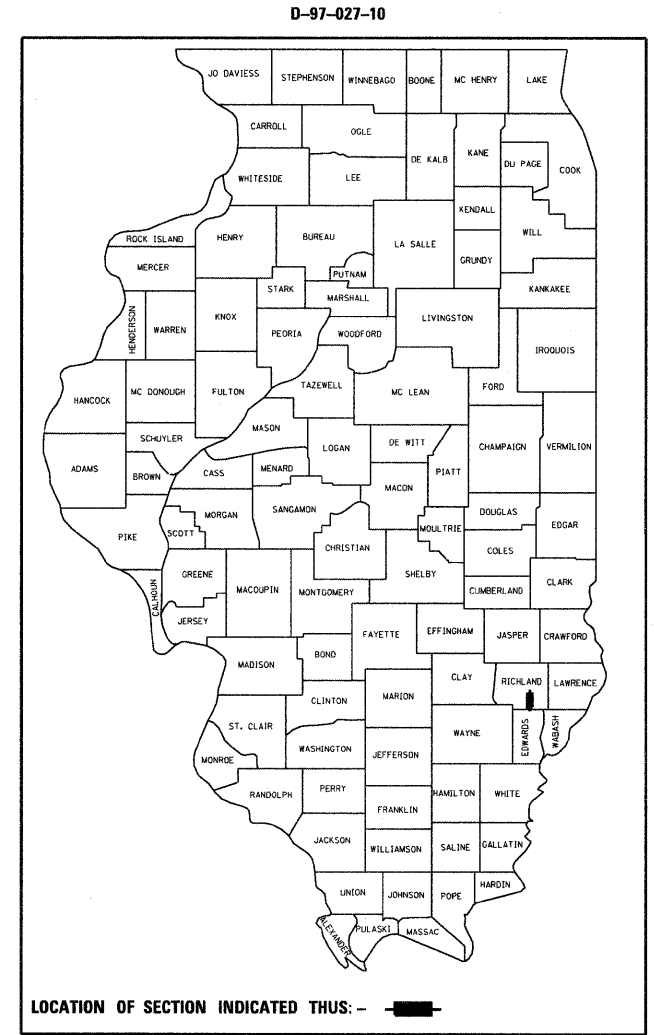 D-97-027-10
JO DAVIESS
STEPHENSON
WINNEBAGO
BOONE
MC HENRY
LAKE
CARROLL
OGLE
DE KALB
KANE
DU PAGE
COOK
WHITESIDE
LEE
KENDALL
WILL
ROCK ISLAND
HENRY
BUREAU
LA SALLE
GRUNDY
MERCER
PUTNAM
STARK
MARSHALL
KANKAKEE
HENDERSON
WARREN
KNOX
PEORIA
WOODFORD
LIVINGSTON
IROQUOIS
HANCOCK
MC DONOUGH
FULTON
TAZEWELL
MC LEAN
FORD
MASON
SCHUYLER
LOGAN
DE WITT
CHAMPAIGN
VERMILION
ADAMS
BROWN
CASS
MENARD
PIATT
MACON
MORGAN
SANGAMON
DOUGLAS
EDGAR
PIKE
SCOTT
CHRISTIAN
MOULTRIE
COLES
GREENE
MACOUPIN
MONTGOMERY
SHELBY
CUMBERLAND
CLARK
CALHOUN
JERSEY
FAYETTE
EFFINGHAM
JASPER
CRAWFORD
MADISON
BOND
CLAY
RICHLAND
LAWRENCE
CLINTON
MARION
ST. CLAIR
WASHINGTON
JEFFERSON
WAYNE
EDWARDS
WABASH
MONROE
RANDOLPH
PERRY
FRANKLIN
HAMILTON
WHITE
JACKSON
WILLIAMSON
SALINE
GALLATIN
UNION
JOHNSON
POPE
HARDIN
ALEXANDER
PULASKI
MASSAC
LOCATION OF SECTION INDICATED THUS: -